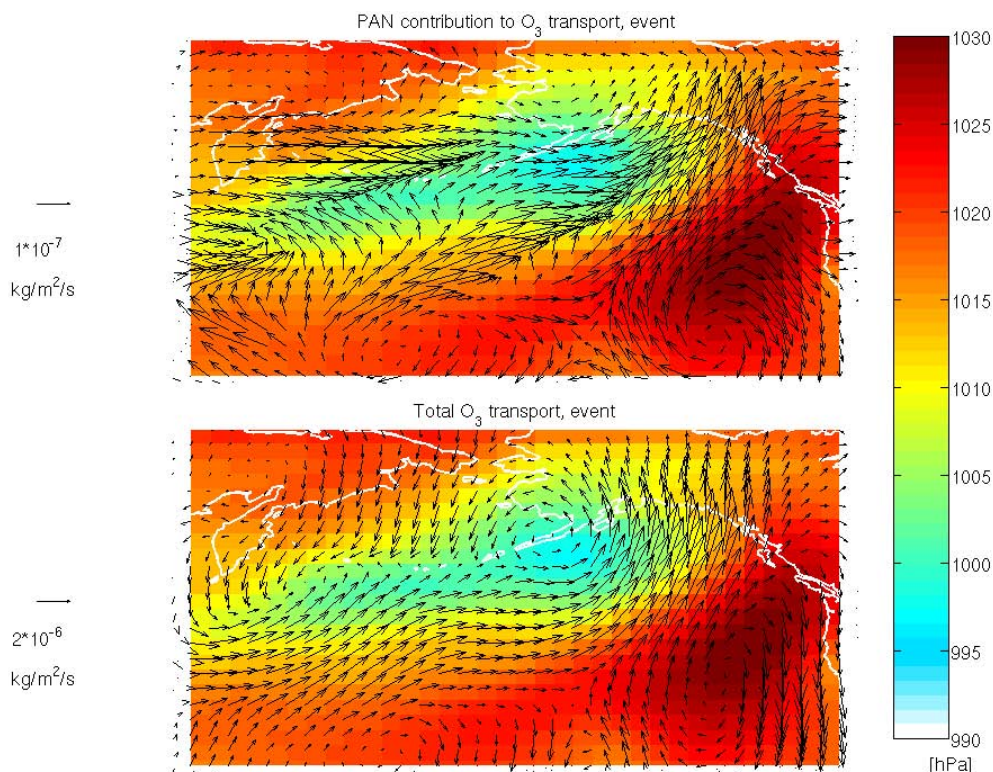 PAN contribution to O₃ transport, event
1*10⁻⁷
kg/m²/s
Total O₃ transport, event
2*10⁻⁶
kg/m²/s
1030
1025
1020
1015
1010
1005
1000
995
990
[hPa]